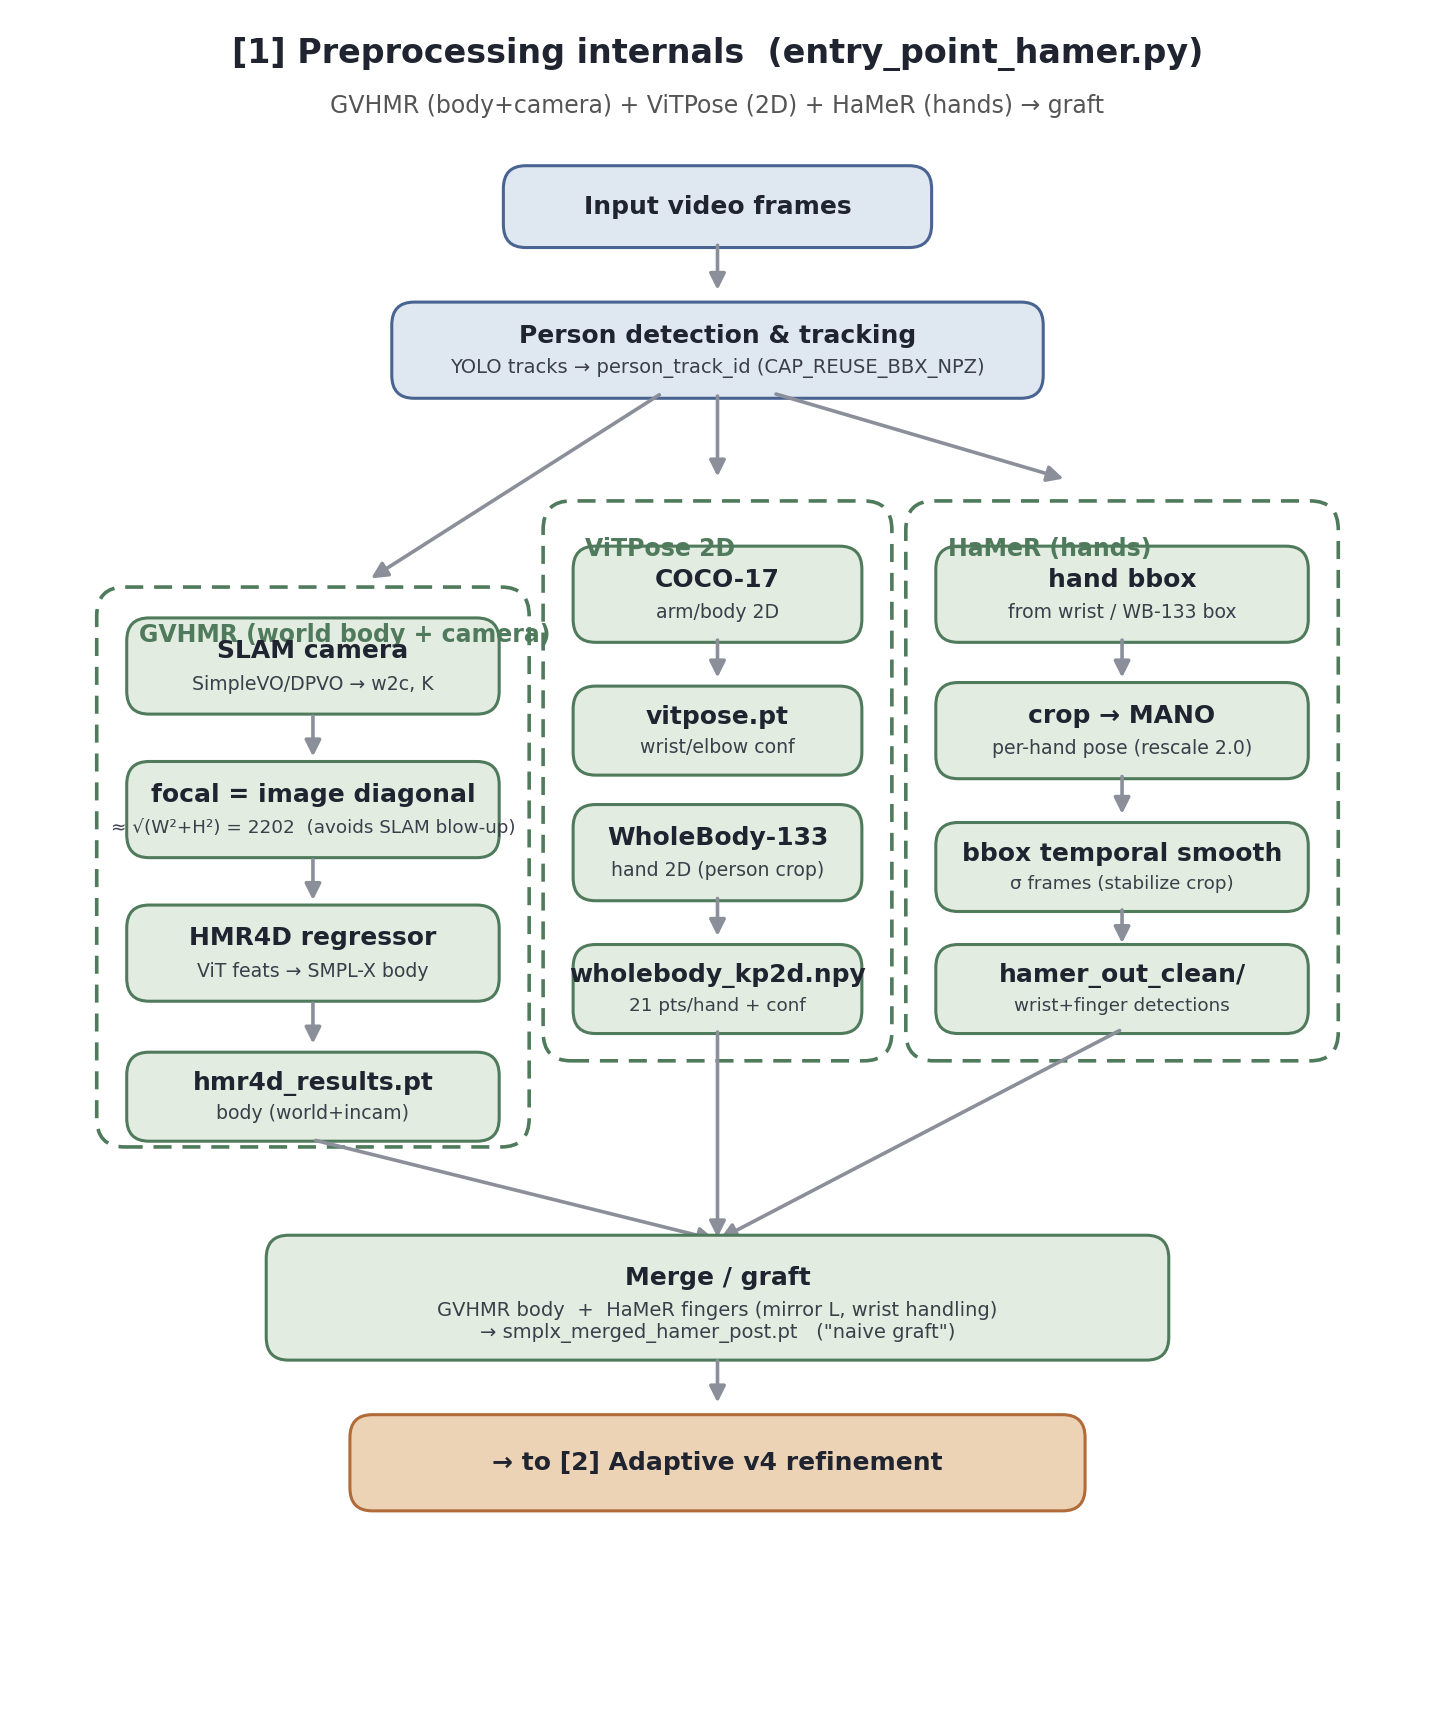 [1] Preprocessing internals  (entry_point_hamer.py)
GVHMR (body+camera) + ViTPose (2D) + HaMeR (hands) → graft
Input video frames
Person detection & tracking
YOLO tracks → person_track_id (CAP_REUSE_BBX_NPZ)
GVHMR (world body + camera)
SLAM camera
SimpleVO/DPVO → w2c, K
focal = image diagonal
≈ √(W²+H²) = 2202  (avoids SLAM blow-up)
HMR4D regressor
ViT feats → SMPL-X body
hmr4d_results.pt
body (world+incam)
ViTPose 2D
COCO-17
arm/body 2D
vitpose.pt
wrist/elbow conf
WholeBody-133
hand 2D (person crop)
wholebody_kp2d.npy
21 pts/hand + conf
HaMeR (hands)
hand bbox
from wrist / WB-133 box
crop → MANO
per-hand pose (rescale 2.0)
bbox temporal smooth
σ frames (stabilize crop)
hamer_out_clean/
wrist+finger detections
Merge / graft
GVHMR body  +  HaMeR fingers (mirror L, wrist handling)
→ smplx_merged_hamer_post.pt   ("naive graft")
→ to [2] Adaptive v4 refinement